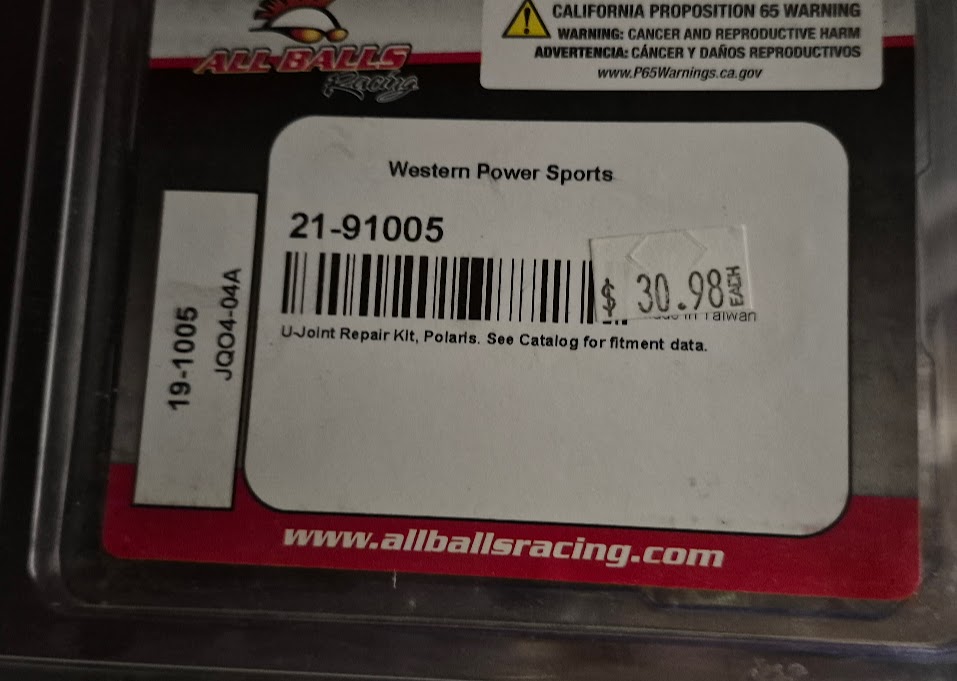 CALIFORNIA PROPOSITION 65 WARNING
WARNING: CANCER AND REPRODUCTIVE HARM
ADVERTENCIA: CÁNCER Y DAÑOS REPRODUCTIVOS
www.P65Warnings.ca.gov
ALL BALLS
Racing
Western Power Sports
21-91005
$ 30.98 EACH
in Taiwan
U-Joint Repair Kit, Polaris. See Catalog for fitment data.
19-1005
JQO4-04A
www.allballsracing.com